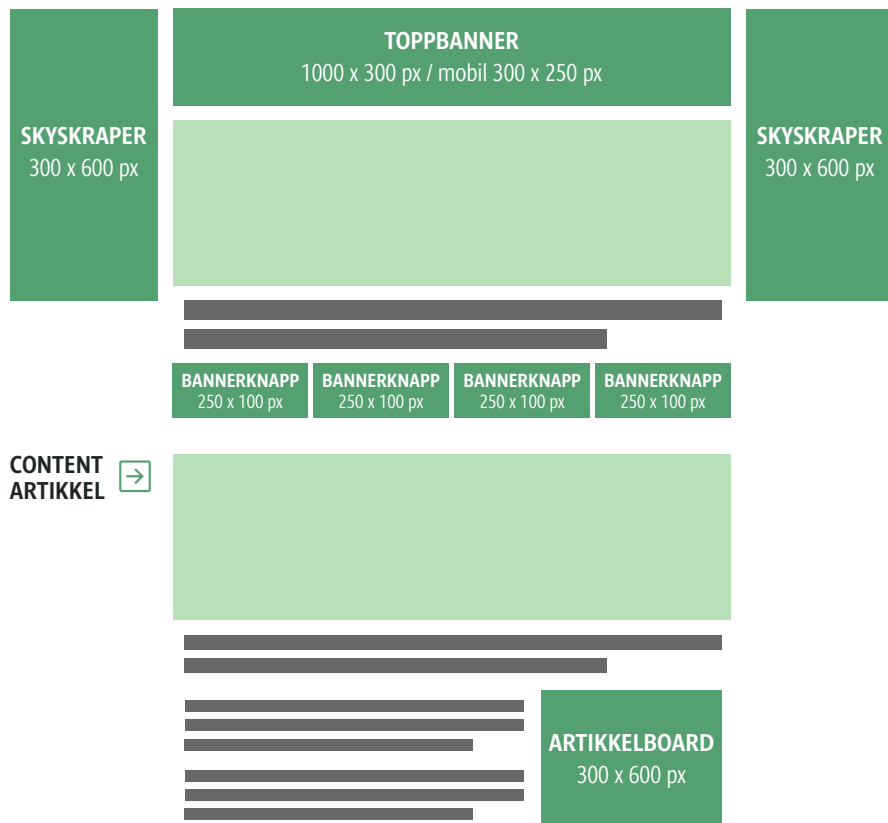 TOPPBANNER
1000 x 300 px / mobil 300 x 250 px
SKYSKRAPER
300 x 600 px
SKYSKRAPER
300 x 600 px
BANNERKNAPP
250 x 100 px
BANNERKNAPP
250 x 100 px
BANNERKNAPP
250 x 100 px
BANNERKNAPP
250 x 100 px
CONTENT
ARTIKKEL
ARTIKKELBOARD
300 x 600 px